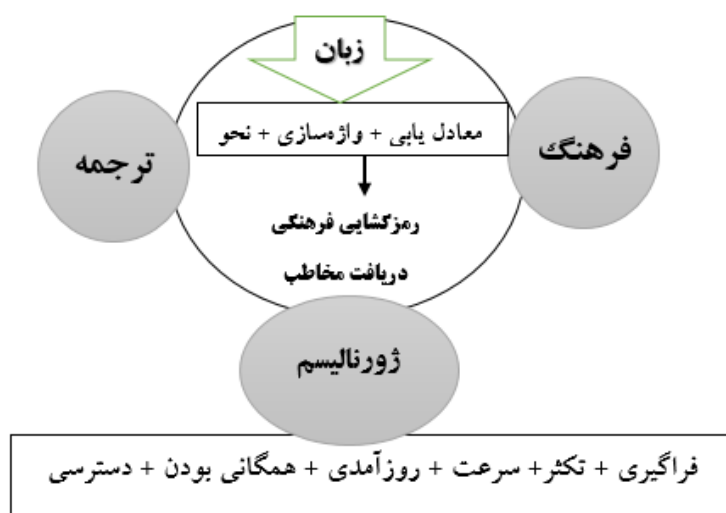 زبان
معادل یابی + واژه‌سازی + نحو
فرهنگ
ترجمه
رمزگشایی فرهنگی
دریافت مخاطب
ژورنالیسم
فراگیری + تکثر+ سرعت + روزآمدی + همگانی بودن + دسترسی